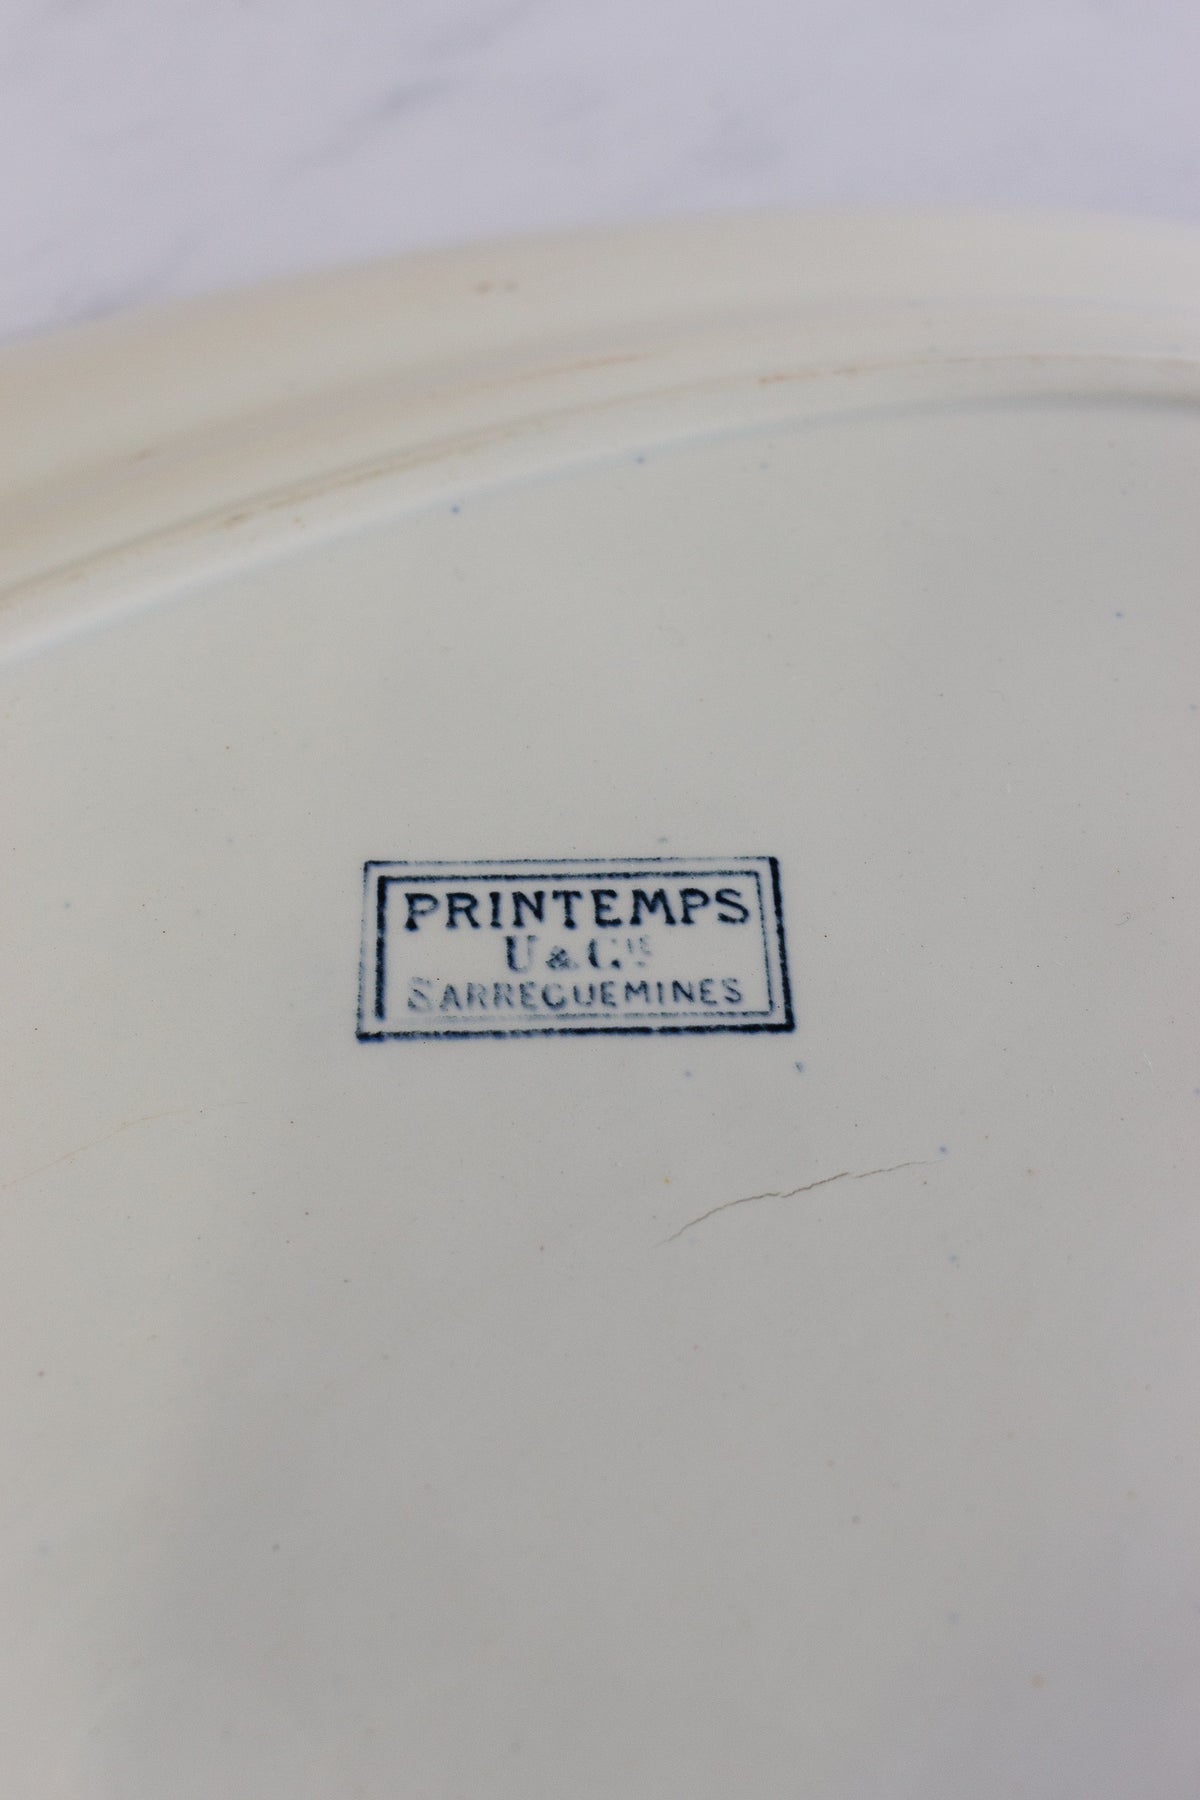 PRINTEMPS
U & Cie
SARREGUEMINES